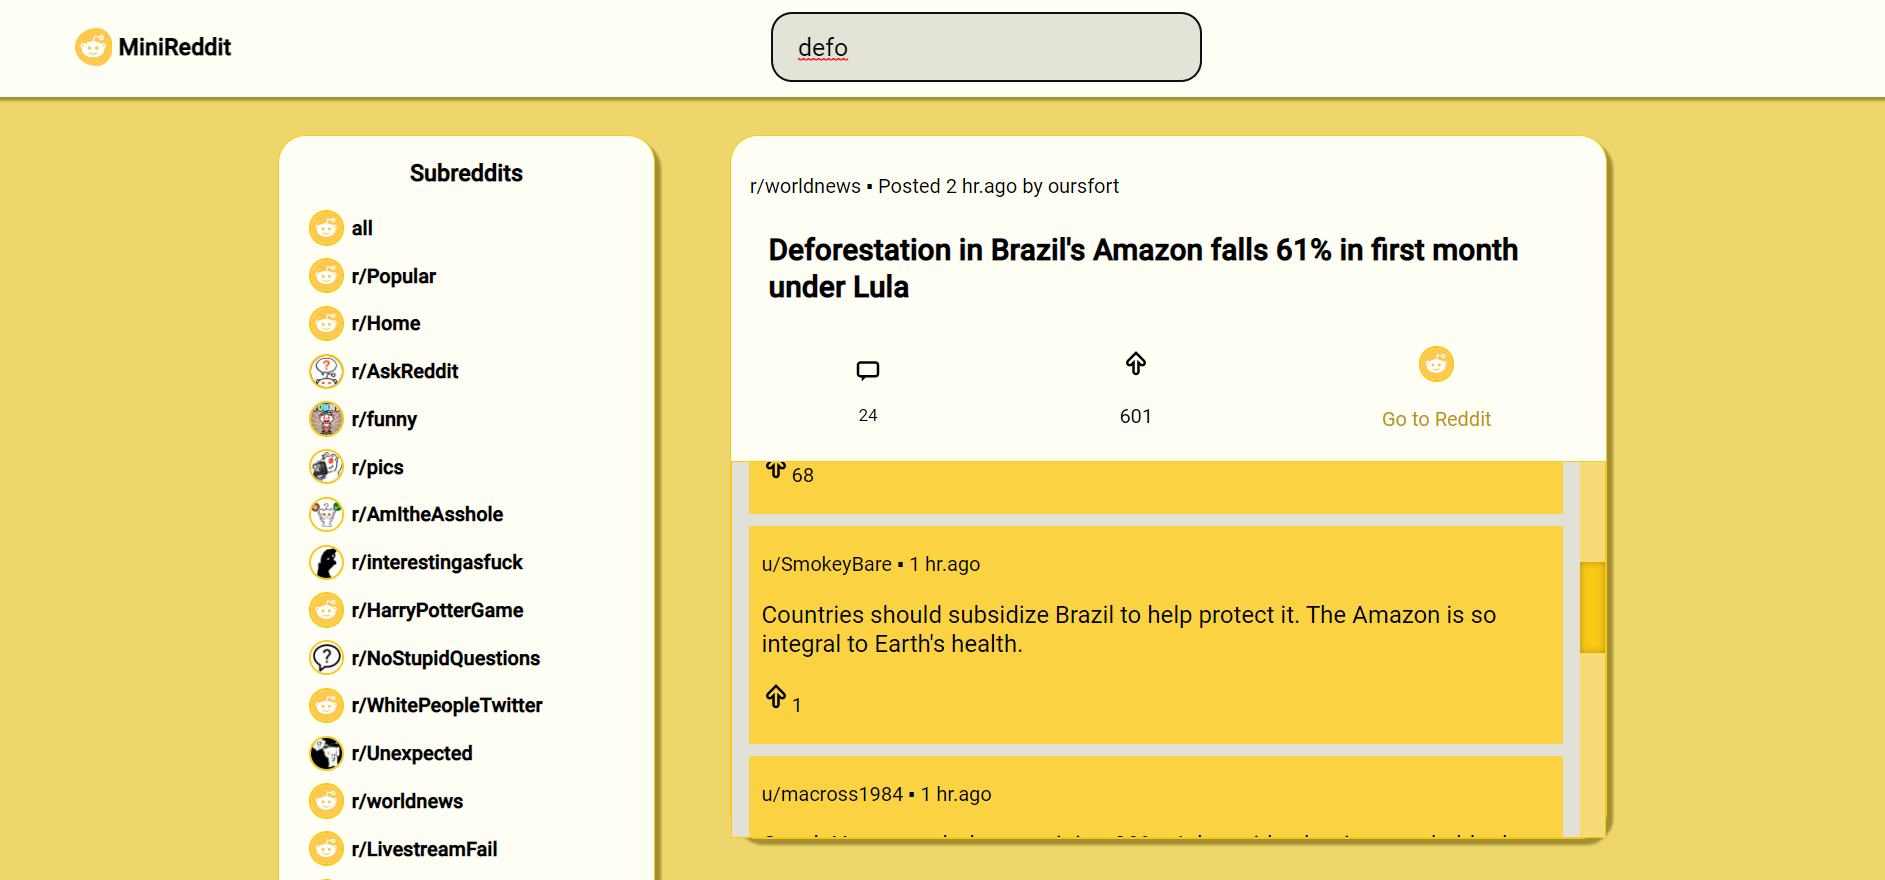 MiniReddit
defo
Subreddits
all
r/Popular
r/Home
r/AskReddit
r/funny
r/pics
r/AmItheAsshole
r/interestingasfuck
r/HarryPotterGame
r/NoStupidQuestions
r/WhitePeopleTwitter
r/Unexpected
r/worldnews
r/LivestreamFail
r/worldnews ▪ Posted 2 hr.ago by oursfort
Deforestation in Brazil's Amazon falls 61% in first month
under Lula
24
601
Go to Reddit
68
u/SmokeyBare ▪ 1 hr.ago
Countries should subsidize Brazil to help protect it. The Amazon is so
integral to Earth's health.
1
u/macross1984 ▪ 1 hr.ago